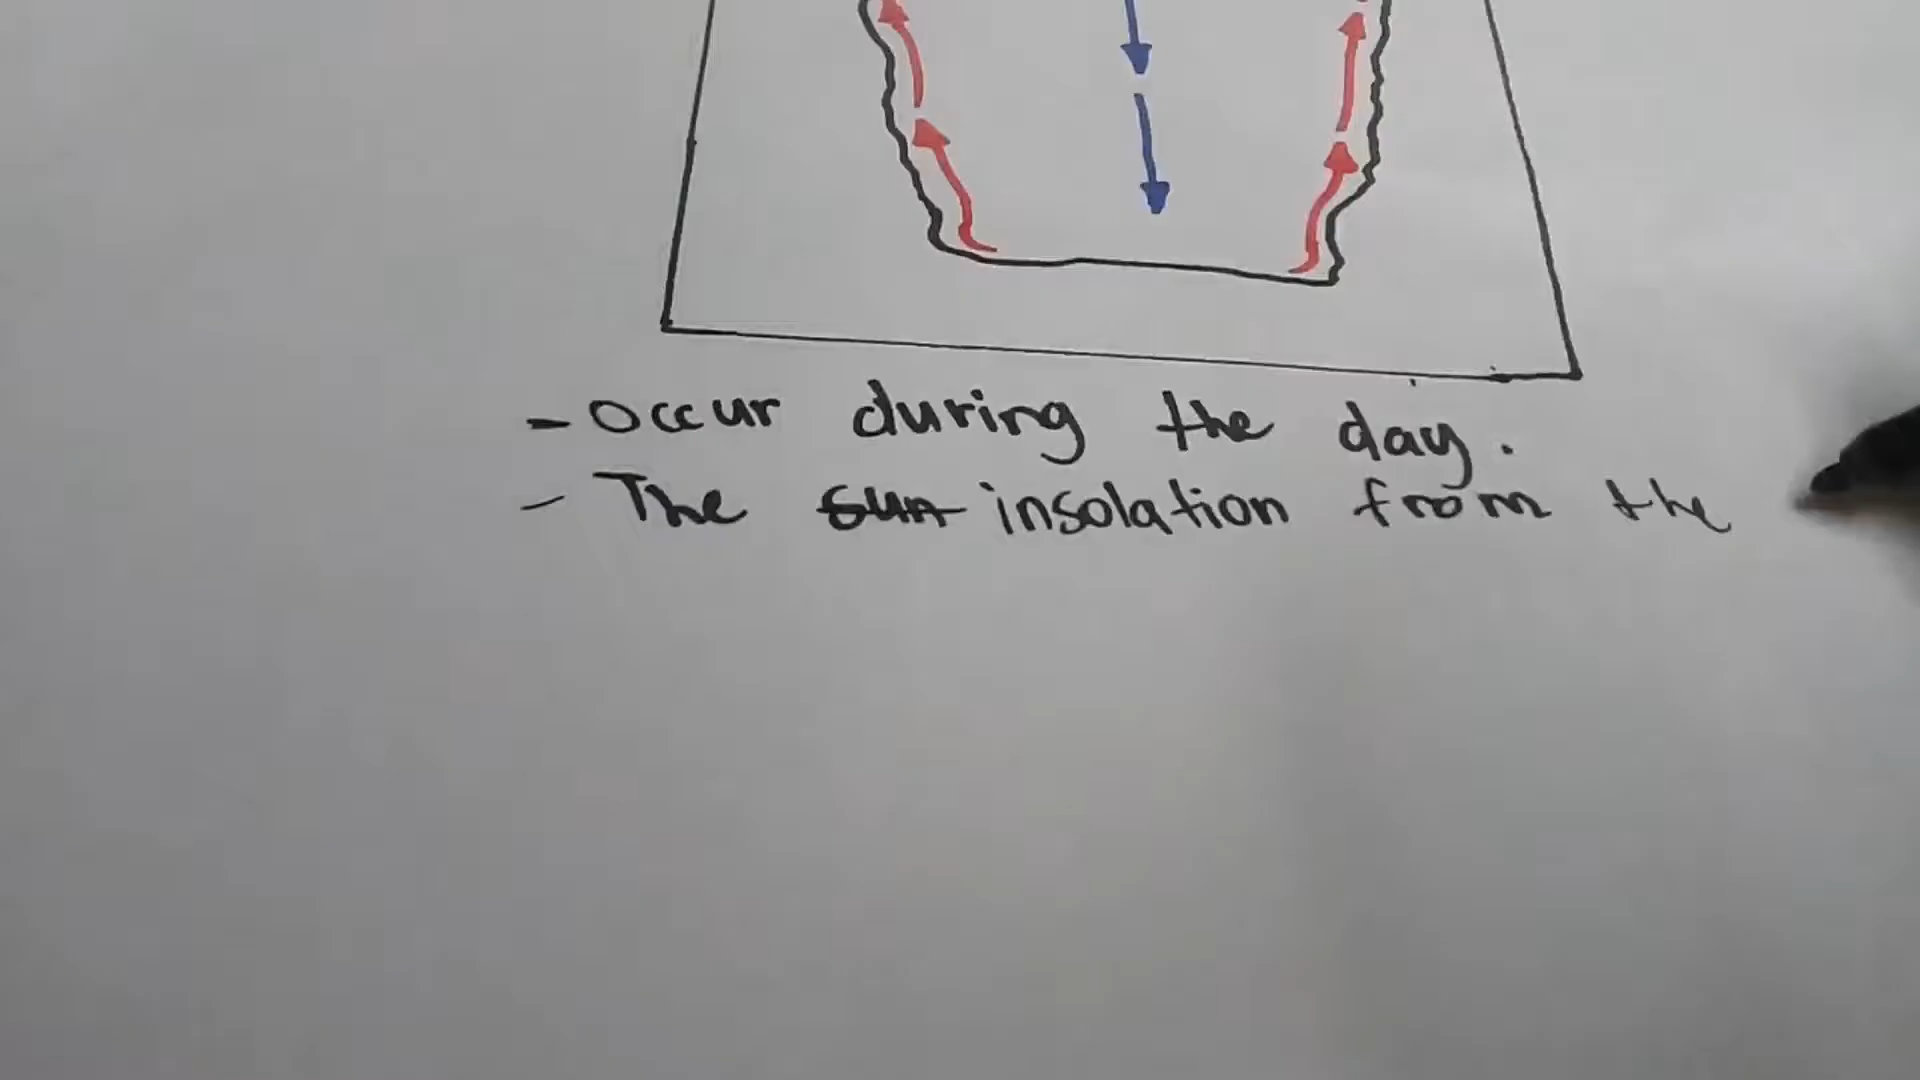 - Occur during the day.
- The sun insolation from the